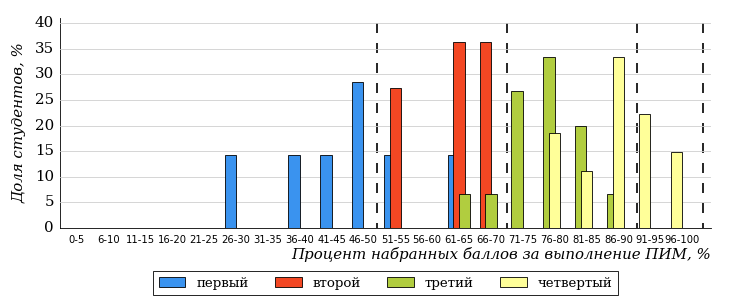 40
35
30
25
20
15
10
5
0
Доля студентов, %
0-5 6-10 11-15 16-20 21-25 26-30 31-35 36-40 41-45 46-50 51-55 56-60 61-65 66-70 71-75 76-80 81-85 86-90 91-95 96-100
Процент набранных баллов за выполнение ПИМ, %
первый второй третий четвертый